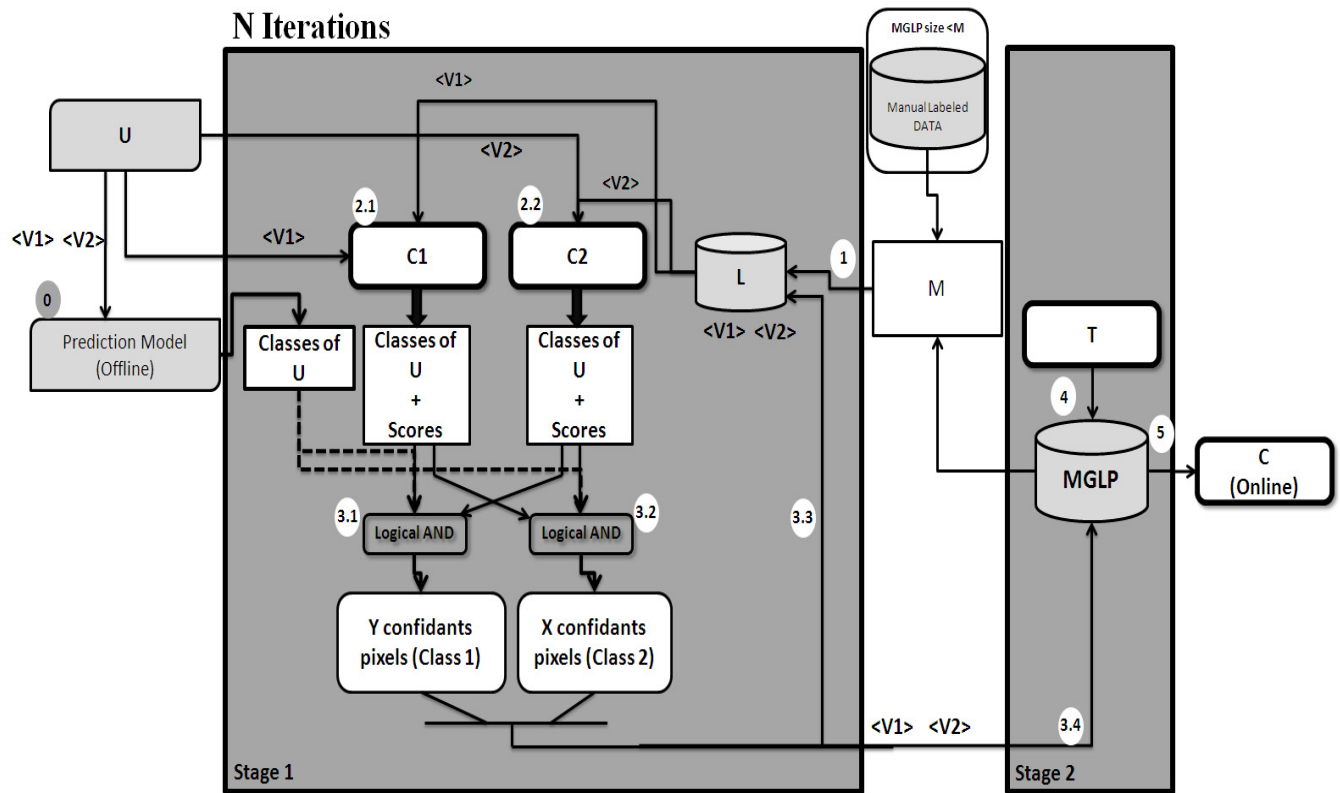 N Iterations
MGLP size <M
Manual Labeled
DATA
<V1>
U
<V2>
<V2>
2.1
2.2
<V1> <V2>
<V1>
C1
C2
L
1
M
0
Prediction Model
(Offline)
Classes of
U
Classes of
U
+
Scores
Classes of
U
+
Scores
<V1> <V2>
T
4
5
MGLP
C
(Online)
3.1
Logical AND
Logical AND
3.2
3.3
Y confidants
pixels (Class 1)
X confidants
pixels (Class 2)
<V1> <V2>
3.4
Stage 1
Stage 2